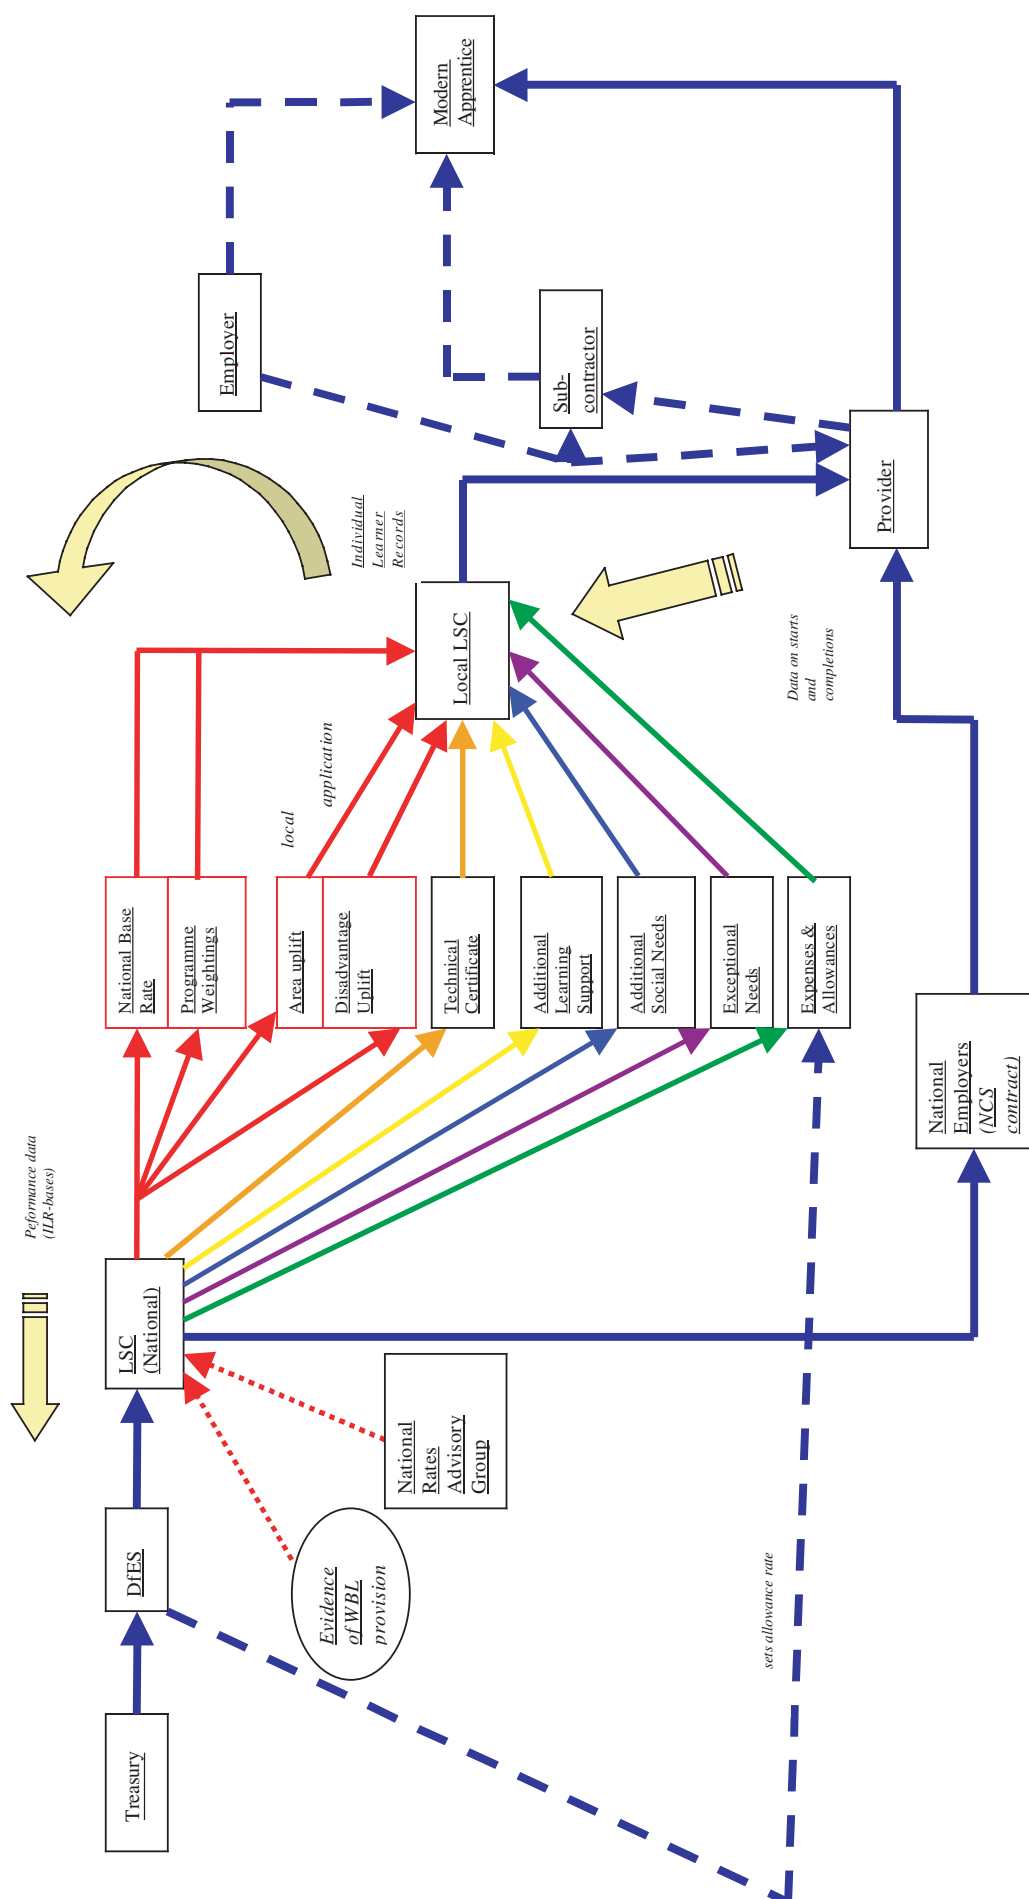 Treasury
DfES
LSC
(National)
Peformance data
(ILR-bases)
Evidence
of WBL
provision
National
Rates
Advisory
Group
sets allowance rate
National Base
Rate
Programme
Weightings
Area uplift
Disadvantage
Uplift
Technical
Certificate
Additional
Learning
Support
Additional
Social Needs
Exceptional
Needs
Expenses &
Allowances
National
Employers
(NCS
contract)
local
application
Local LSC
Individual
Learner
Records
Data on starts
and
completions
Employer
Sub-
contractor
Provider
Modern
Apprentice